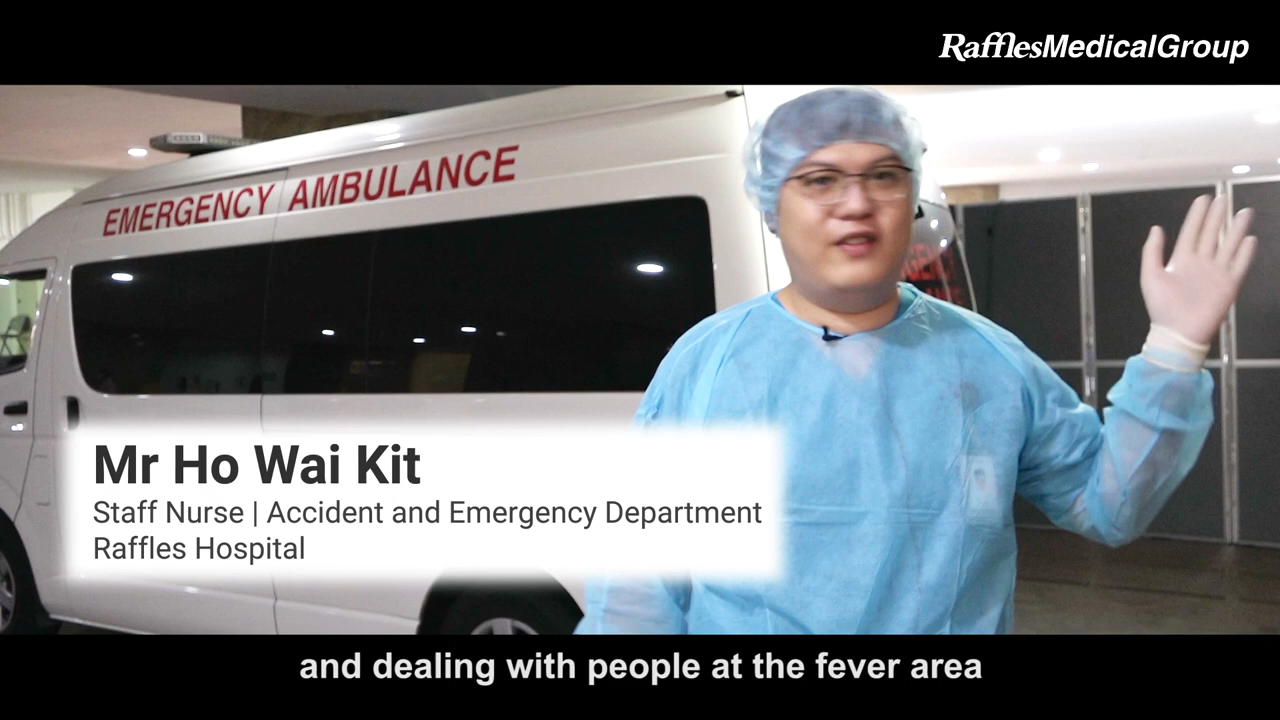 RafflesMedicalGroup
EMERGENCY AMBULANCE
Mr Ho Wai Kit
Staff Nurse | Accident and Emergency Department
Raffles Hospital
and dealing with people at the fever area